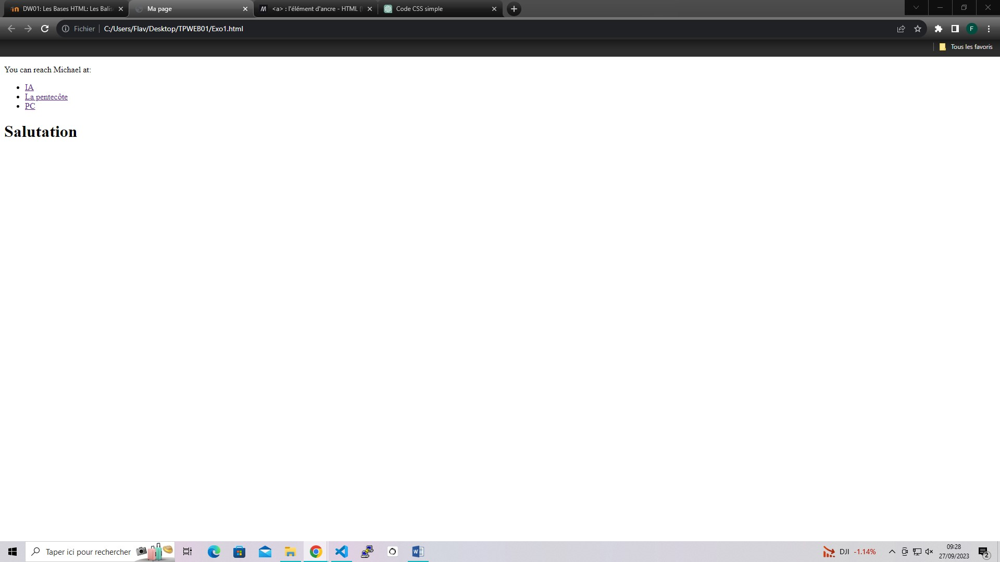 DW01: Les Bases HTML: Les Balis
Ma page
<a> : l'élément d'ancre - HTML (
Code CSS simple
Fichier
C:/Users/Flav/Desktop/TPWEB01/Exo1.html
F
Tous les favoris
You can reach Michael at:
IA
La pentecôte
PC
Salutation
Taper ici pour rechercher
DJI -1.14%
09:28
27/09/2023
2